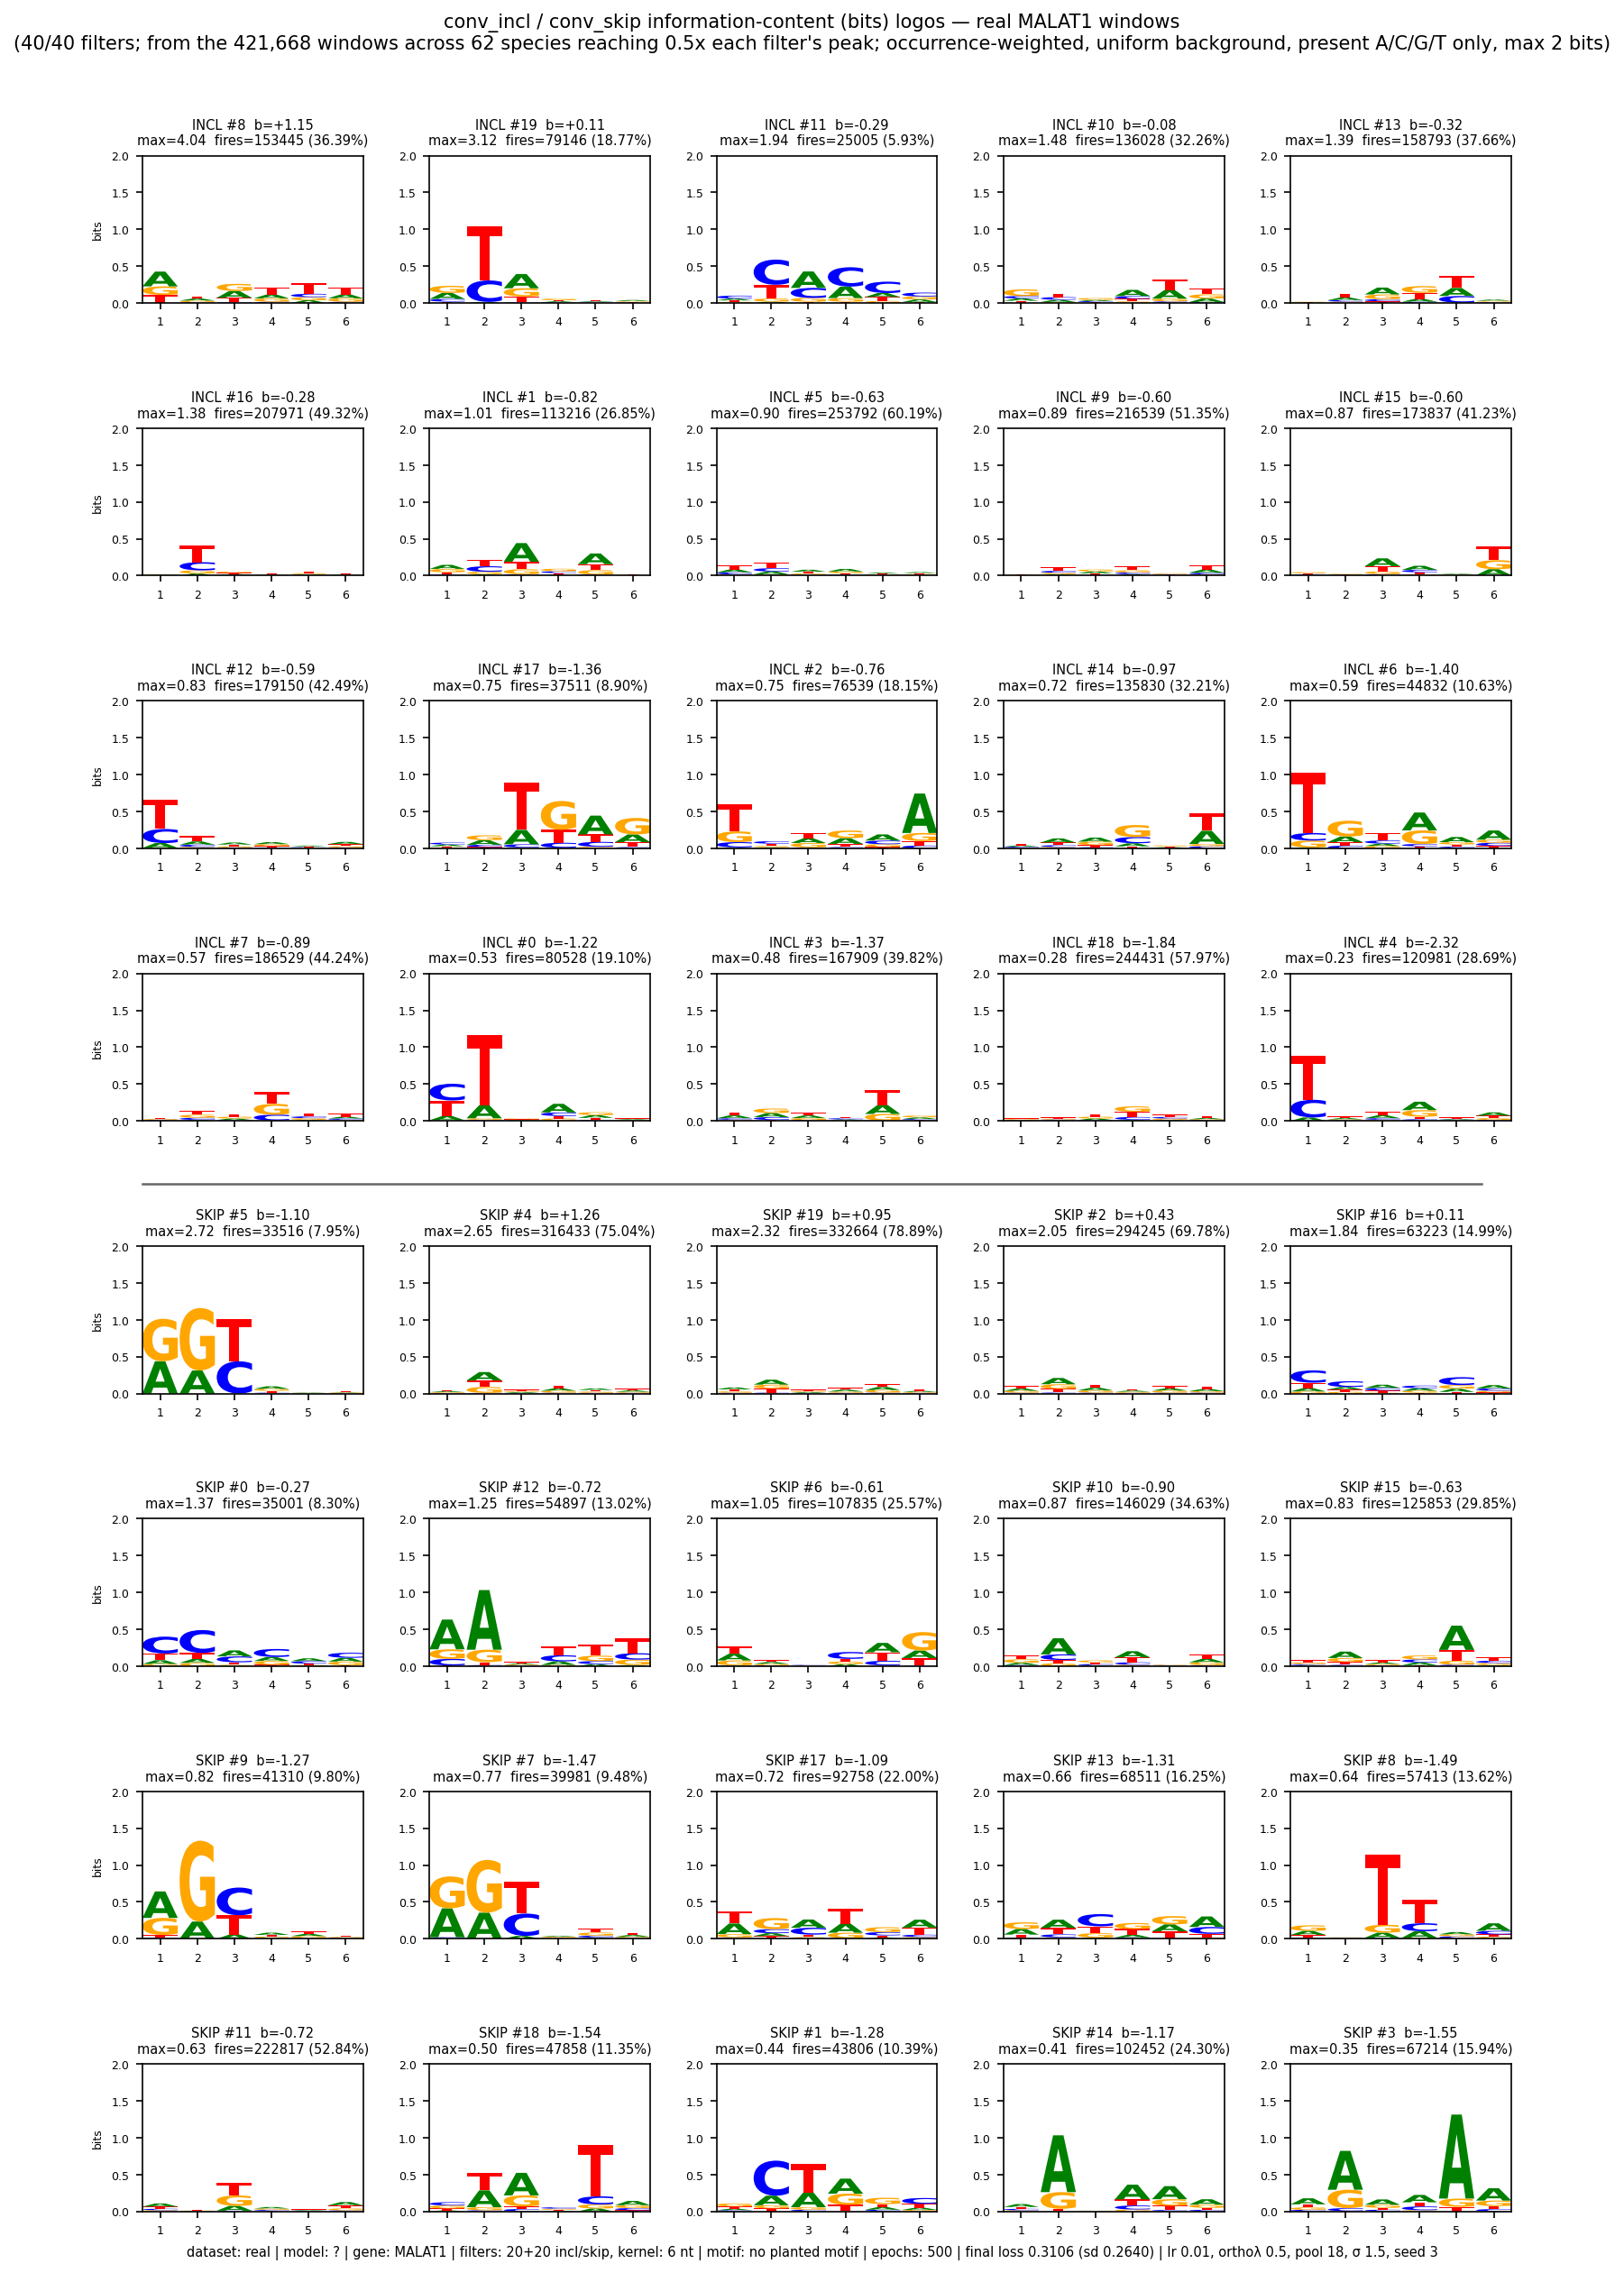 conv_incl / conv_skip information-content (bits) logos — real MALAT1 windows
(40/40 filters; from the 421,668 windows across 62 species reaching 0.5x each filter's peak; occurrence-weighted, uniform background, present A/C/G/T only, max 2 bits)
INCL #8 b=+1.15
max=4.04 fires=153445 (36.39%)
INCL #19 b=+0.11
max=3.12 fires=79146 (18.77%)
INCL #11 b=-0.29
max=1.94 fires=25005 (5.93%)
INCL #10 b=-0.08
max=1.48 fires=136028 (32.26%)
INCL #13 b=-0.32
max=1.39 fires=158793 (37.66%)
INCL #16 b=-0.28
max=1.38 fires=207971 (49.32%)
INCL #1 b=-0.82
max=1.01 fires=113216 (26.85%)
INCL #5 b=-0.63
max=0.90 fires=253792 (60.19%)
INCL #9 b=-0.60
max=0.89 fires=216539 (51.35%)
INCL #15 b=-0.60
max=0.87 fires=173837 (41.23%)
INCL #12 b=-0.59
max=0.83 fires=179150 (42.49%)
INCL #17 b=-1.36
max=0.75 fires=37511 (8.90%)
INCL #2 b=-0.76
max=0.75 fires=76539 (18.15%)
INCL #14 b=-0.97
max=0.72 fires=135830 (32.21%)
INCL #6 b=-1.40
max=0.59 fires=44832 (10.63%)
INCL #7 b=-0.89
max=0.57 fires=186529 (44.24%)
INCL #0 b=-1.22
max=0.53 fires=80528 (19.10%)
INCL #3 b=-1.37
max=0.48 fires=167909 (39.82%)
INCL #18 b=-1.84
max=0.28 fires=244431 (57.97%)
INCL #4 b=-2.32
max=0.23 fires=120981 (28.69%)
SKIP #5 b=-1.10
max=2.72 fires=33516 (7.95%)
SKIP #4 b=+1.26
max=2.65 fires=316433 (75.04%)
SKIP #19 b=+0.95
max=2.32 fires=332664 (78.89%)
SKIP #2 b=+0.43
max=2.05 fires=294245 (69.78%)
SKIP #16 b=+0.11
max=1.84 fires=63223 (14.99%)
SKIP #0 b=-0.27
max=1.37 fires=35001 (8.30%)
SKIP #12 b=-0.72
max=1.25 fires=54897 (13.02%)
SKIP #6 b=-0.61
max=1.05 fires=107835 (25.57%)
SKIP #10 b=-0.90
max=0.87 fires=146029 (34.63%)
SKIP #15 b=-0.63
max=0.83 fires=125853 (29.85%)
SKIP #9 b=-1.27
max=0.82 fires=41310 (9.80%)
SKIP #7 b=-1.47
max=0.77 fires=39981 (9.48%)
SKIP #17 b=-1.09
max=0.72 fires=92758 (22.00%)
SKIP #13 b=-1.31
max=0.66 fires=68511 (16.25%)
SKIP #8 b=-1.49
max=0.64 fires=57413 (13.62%)
SKIP #11 b=-0.72
max=0.63 fires=222817 (52.84%)
SKIP #18 b=-1.54
max=0.50 fires=47858 (11.35%)
SKIP #1 b=-1.28
max=0.44 fires=43806 (10.39%)
SKIP #14 b=-1.17
max=0.41 fires=102452 (24.30%)
SKIP #3 b=-1.55
max=0.35 fires=67214 (15.94%)
dataset: real | model: ? | gene: MALAT1 | filters: 20+20 incl/skip, kernel: 6 nt | motif: no planted motif | epochs: 500 | final loss 0.3106 (sd 0.2640) | lr 0.01, orthoλ 0.5, pool 18, σ 1.5, seed 3